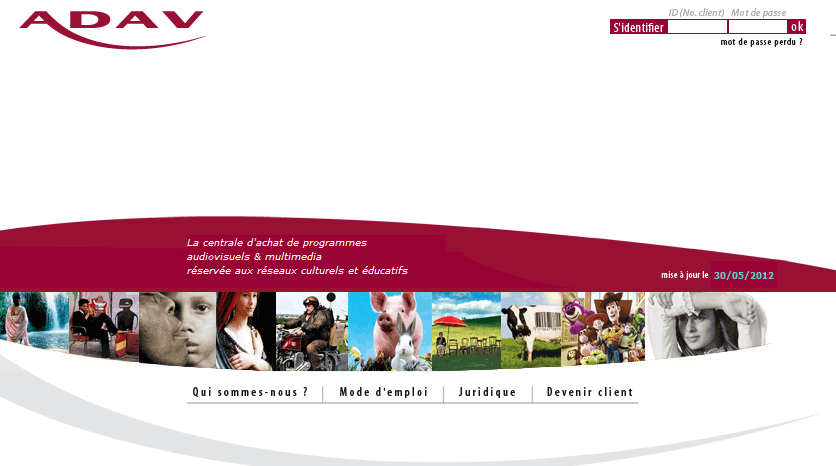 ADAV
ID (No. client) Mot de passe
S'identifier ok
mot de passe perdu ?
La centrale d'achat de programmes
audiovisuels & multimedia
réservée aux réseaux culturels et éducatifs
mise à jour le 30/05/2012
Qui sommes-nous ? Mode d'emploi Juridique Devenir client